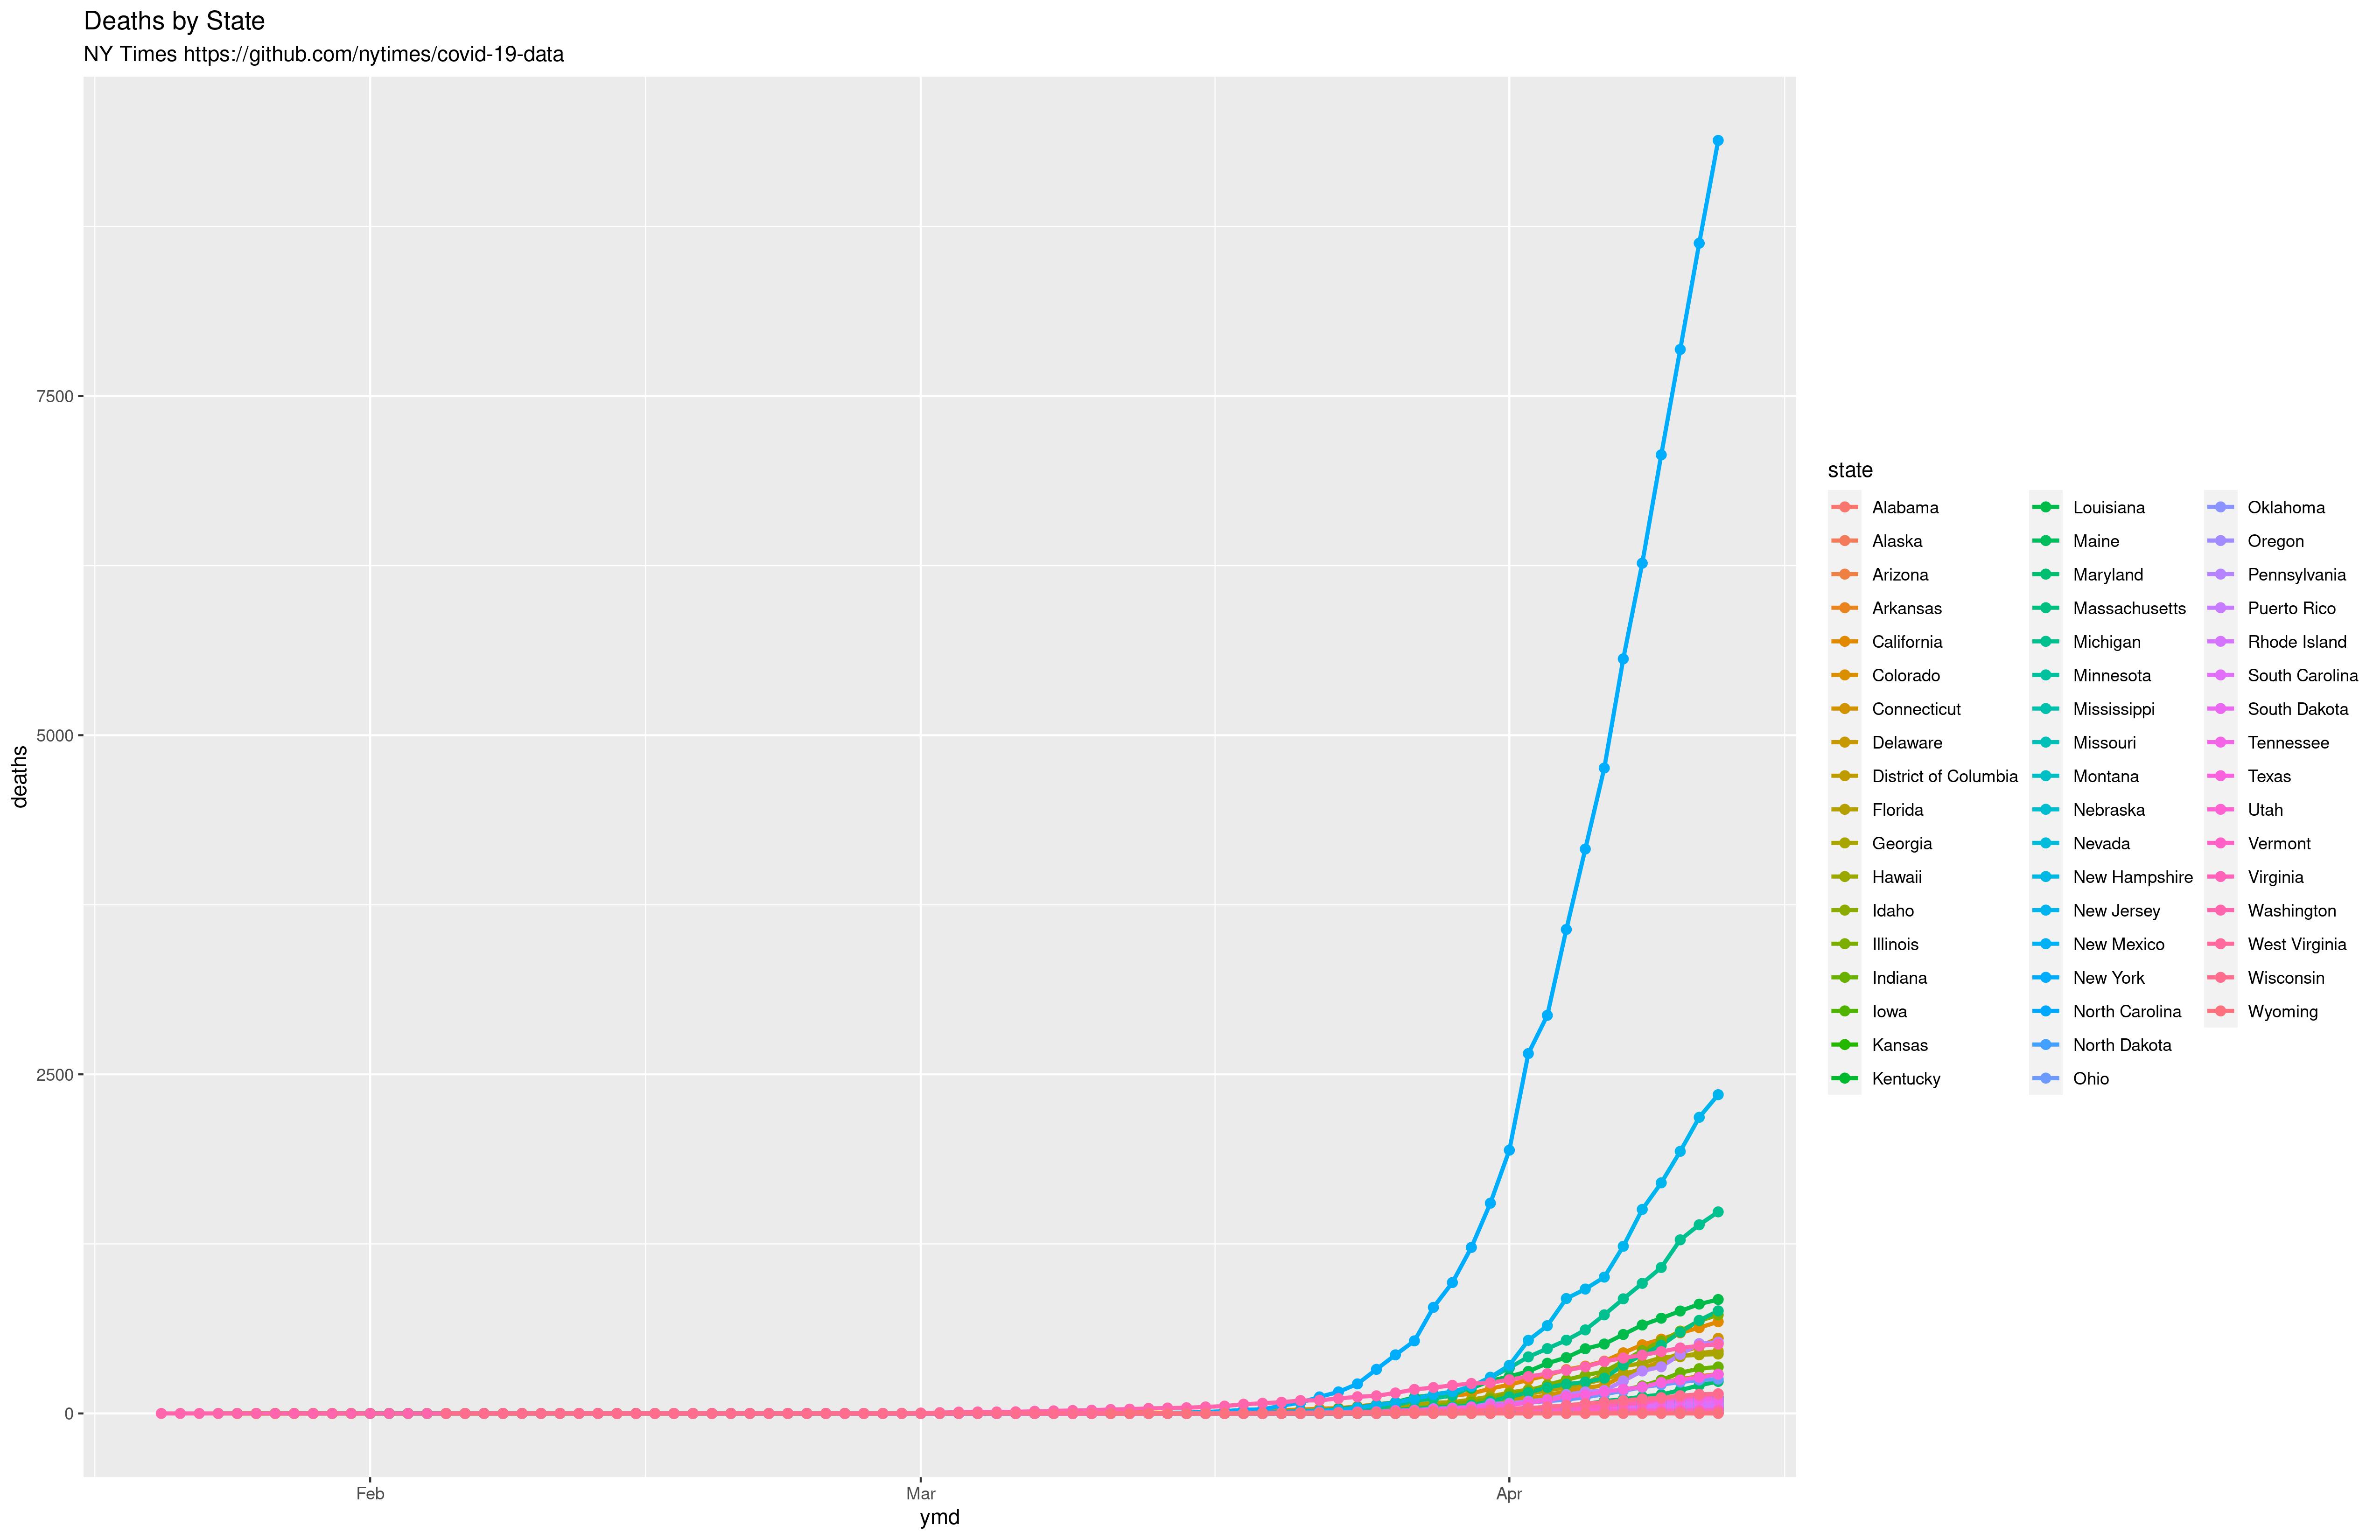 Deaths by State
NY Times https://github.com/nytimes/covid-19-data
deaths
7500
5000
2500
0
Feb
Mar
Apr
ymd
state
Alabama
Alaska
Arizona
Arkansas
California
Colorado
Connecticut
Delaware
District of Columbia
Florida
Georgia
Hawaii
Idaho
Illinois
Indiana
Iowa
Kansas
Kentucky
Louisiana
Maine
Maryland
Massachusetts
Michigan
Minnesota
Mississippi
Missouri
Montana
Nebraska
Nevada
New Hampshire
New Jersey
New Mexico
New York
North Carolina
North Dakota
Ohio
Oklahoma
Oregon
Pennsylvania
Puerto Rico
Rhode Island
South Carolina
South Dakota
Tennessee
Texas
Utah
Vermont
Virginia
Washington
West Virginia
Wisconsin
Wyoming